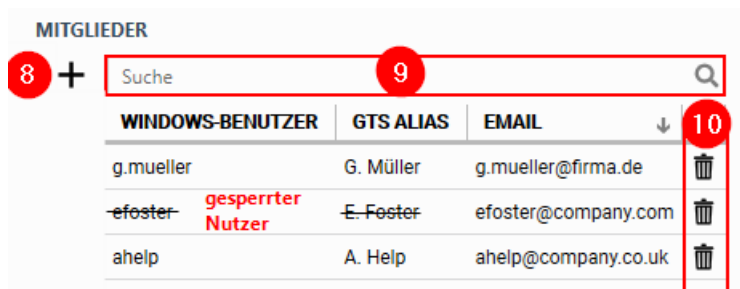 MITGLIEDER
8 + Suche 9
WINDOWS-BENUTZER GTS ALIAS EMAIL 10
g.mueller G. Müller g.mueller@firma.de
efoster gesperrter Nutzer E. Foster efoster@company.com
ahelp A. Help ahelp@company.co.uk